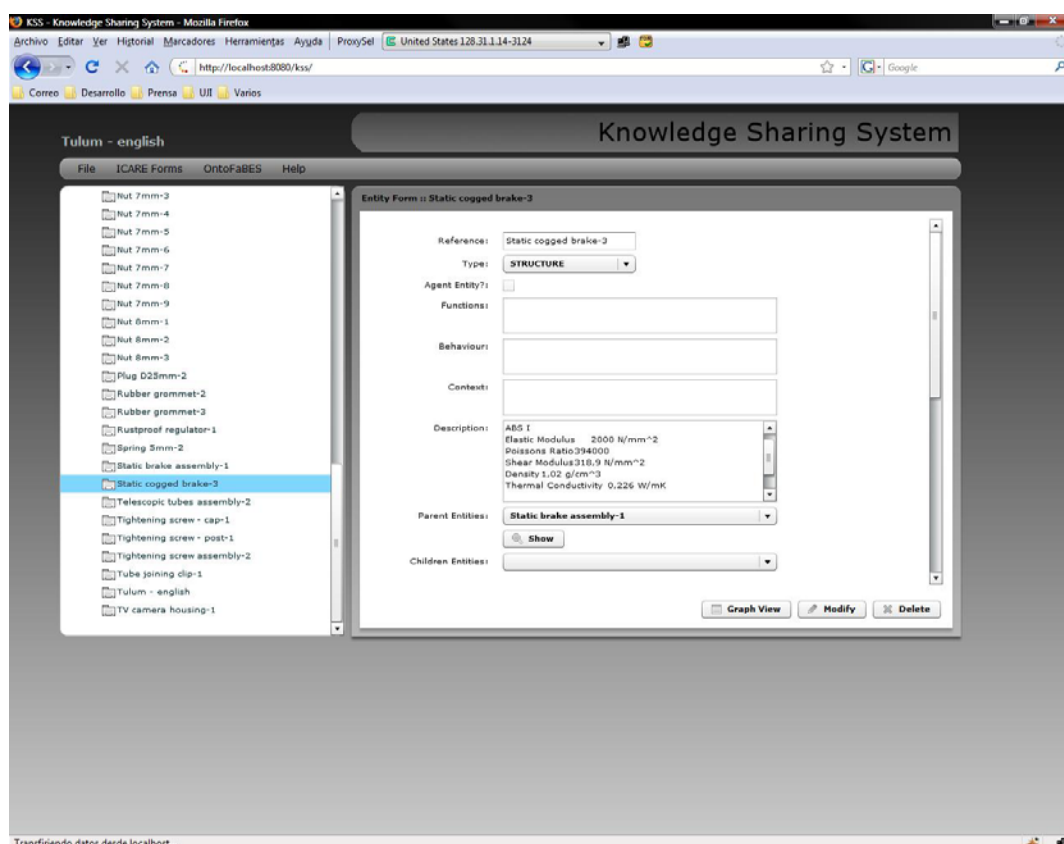 KSS - Knowledge Sharing System - Mozilla Firefox
Archivo Editar Ver Historial Marcadores Herramientas Ayuda ProxySel United States 128.31.1.14-3124
http://localhost:8080/kss/ Google
Correo Desarrollo Prensa UJI Varios
Tulum - english
Knowledge Sharing System
File ICARE Forms OntoFaBES Help
Nut 7mm-3
Nut 7mm-4
Nut 7mm-5
Nut 7mm-6
Nut 7mm-7
Nut 7mm-8
Nut 7mm-9
Nut 8mm-1
Nut 8mm-2
Nut 8mm-3
Plug D25mm-2
Rubber grommet-2
Rubber grommet-3
Rustproof regulator-1
Spring 5mm-2
Static brake assembly-1
Static cogged brake-3
Telescopic tubes assembly-2
Tightening screw - cap-1
Tightening screw - post-1
Tightening screw assembly-2
Tube joining clip-1
Tulum - english
TV camera housing-1
Entity Form :: Static cogged brake-3
Reference: Static cogged brake-3
Type: STRUCTURE
Agent Entity?:
Functions:
Behaviour:
Context:
Description: ABS I
Elastic Modulus 2000 N/mm^2
Poissons Ratio394000
Shear Modulus318.9 N/mm^2
Density 1.02 g/cm^3
Thermal Conductivity 0.226 W/mK
Parent Entities: Static brake assembly-1
Show
Children Entities:
Graph View Modify Delete
Transfiriendo datos desde localhost